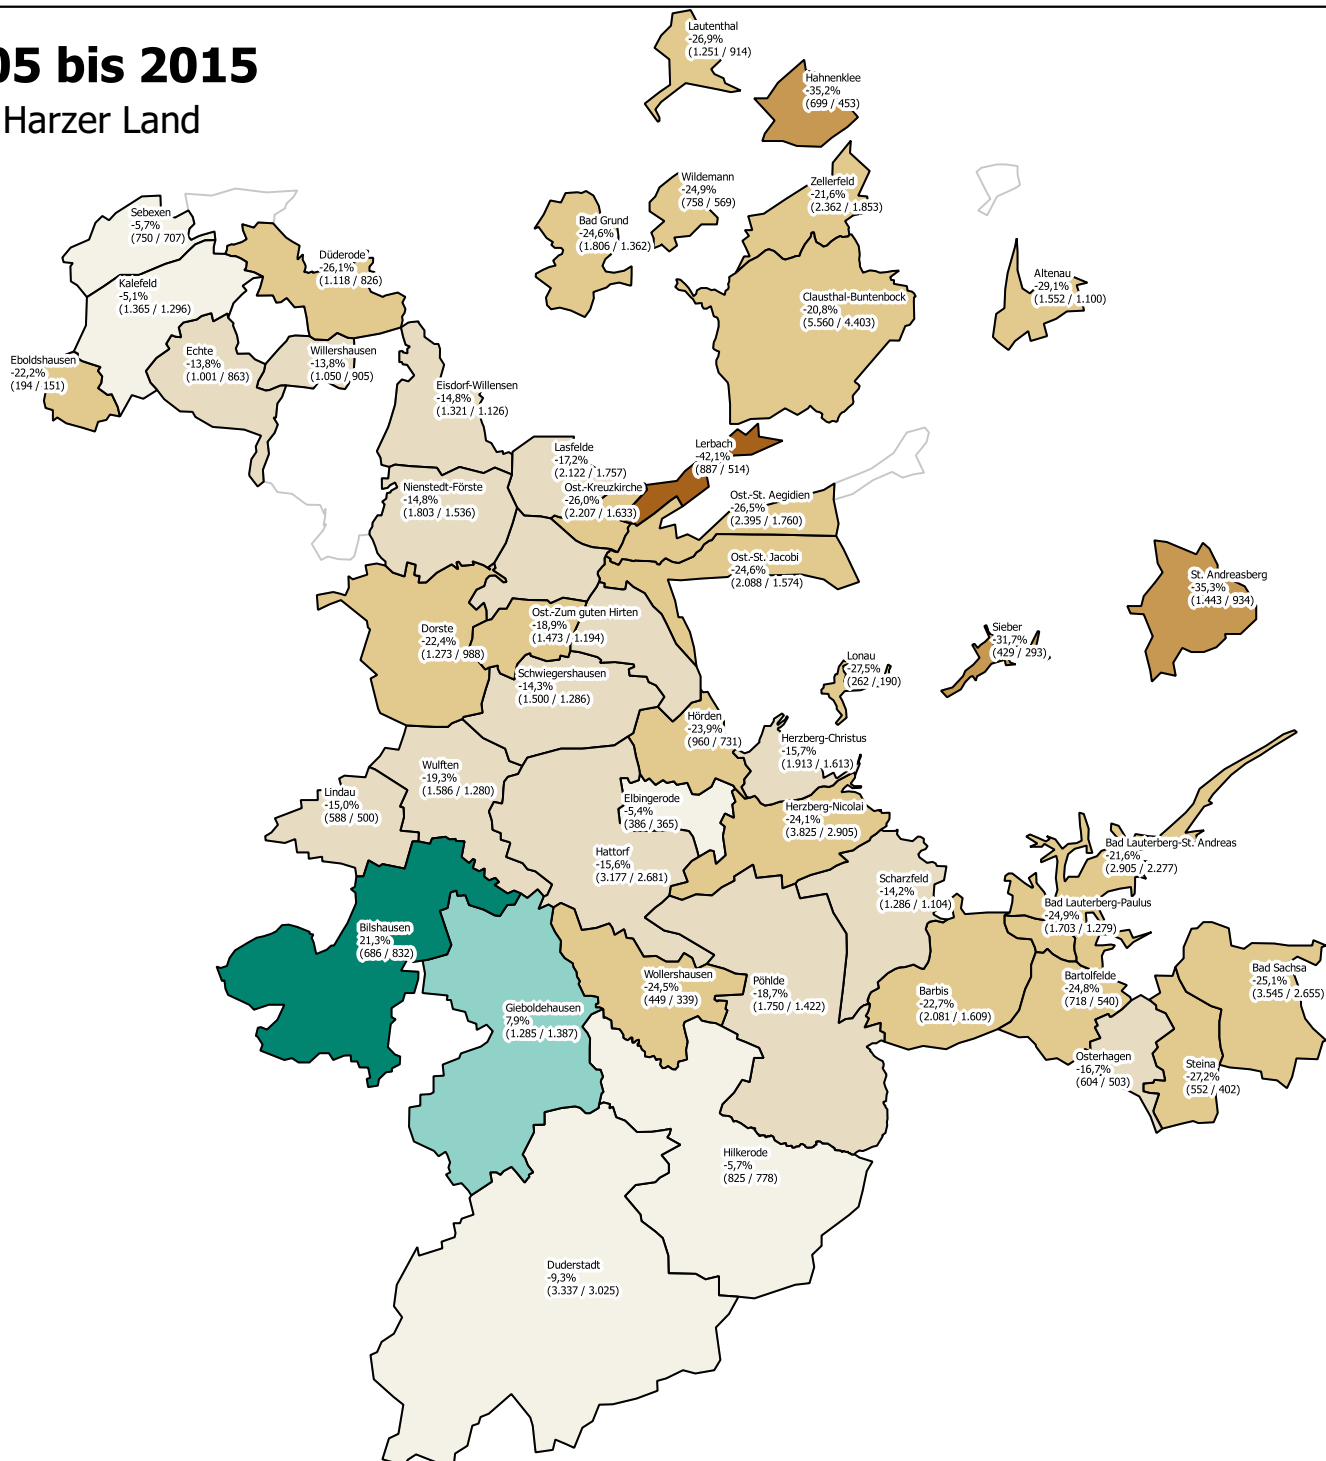 05 bis 2015
Harzer Land
Lautenthal
-26,9%
(1.251 / 914)
Hahnenklee
-35,2%
(699 / 453)
Wildemann
-24,9%
(758 / 569)
Zellerfeld
-21,6%
(2.362 / 1.853)
Sebexen
-5,7%
(750 / 707)
Bad Grund
-24,6%
(1.806 / 1.362)
Düderode
-26,1%
(1.118 / 826)
Kalefeld
-5,1%
(1.365 / 1.296)
Altenau
-29,1%
(1.552 / 1.100)
Clausthal-Buntenbock
-20,8%
(5.560 / 4.403)
Eboldshausen
-22,2%
(194 / 151)
Echte
-13,8%
(1.001 / 863)
Willershausen
-13,8%
(1.050 / 905)
Eisdorf-Willensen
-14,8%
(1.321 / 1.126)
Lasfelde
-17,2%
(2.122 / 1.757)
Lerbach
-42,1%
(887 / 514)
Nienstedt-Förste
-14,8%
(1.803 / 1.536)
Ost.-Kreuzkirche
-26,0%
(2.207 / 1.633)
Ost.-St. Aegidien
-26,5%
(2.395 / 1.760)
Ost.-St. Jacobi
-24,6%
(2.088 / 1.574)
St. Andreasberg
-35,3%
(1.443 / 934)
Dorste
-22,4%
(1.273 / 988)
Ost.-Zum guten Hirten
-18,9%
(1.473 / 1.194)
Sieber
-31,7%
(429 / 293)
Lonau
-27,5%
(262 / 190)
Schwiegershausen
-14,3%
(1.500 / 1.286)
Hörden
-23,9%
(960 / 731)
Herzberg-Christus
-15,7%
(1.913 / 1.613)
Wulften
-19,3%
(1.586 / 1.280)
Lindau
-15,0%
(588 / 500)
Elbingerode
-5,4%
(386 / 365)
Herzberg-Nicolai
-24,1%
(3.825 / 2.905)
Hattorf
-15,6%
(3.177 / 2.681)
Bad Lauterberg-St. Andreas
-21,6%
(2.905 / 2.277)
Scharzfeld
-14,2%
(1.286 / 1.104)
Bad Lauterberg-Paulus
-24,9%
(1.703 / 1.279)
Bilshausen
21,3%
(686 / 832)
Wollershausen
-24,5%
(449 / 339)
Pöhlde
-18,7%
(1.750 / 1.422)
Barbis
-22,7%
(2.081 / 1.609)
Bartolfelde
-24,8%
(718 / 540)
Bad Sachsa
-25,1%
(3.545 / 2.655)
Gieboldehausen
7,9%
(1.285 / 1.387)
Osterhagen
-16,7%
(604 / 503)
Steina
-27,2%
(552 / 402)
Hilkerode
-5,7%
(825 / 778)
Duderstadt
-9,3%
(3.337 / 3.025)